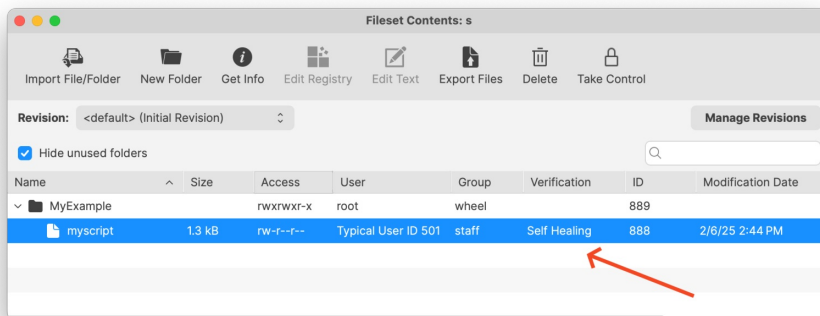 Fileset Contents: s
Import File/Folder New Folder Get Info Edit Registry Edit Text Export Files Delete Take Control
Revision: <default> (Initial Revision) Manage Revisions
Hide unused folders
Name Size Access User Group Verification ID Modification Date
MyExample rwxrwxr-x root wheel 889
myscript 1.3 kB rw-r--r-- Typical User ID 501 staff Self Healing 888 2/6/25 2:44 PM